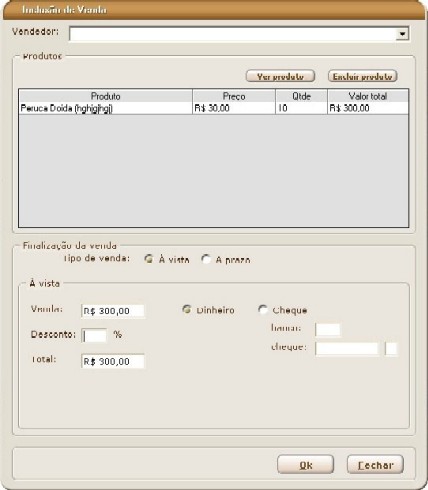 Inclusão de Venda
Vendedor:
Produtos
Ver produto Excluir produto
Produto Preço Qtde Valor total
Peruca Doida (hghigjhgj) R$ 30,00 10 R$ 300,00
Finalização da venda
Tipo de venda: À vista A prazo
À vista
Venda: R$ 300,00 Dinheiro Cheque
Desconto: % banco:
cheque:
Total: R$ 300,00
Ok Fechar